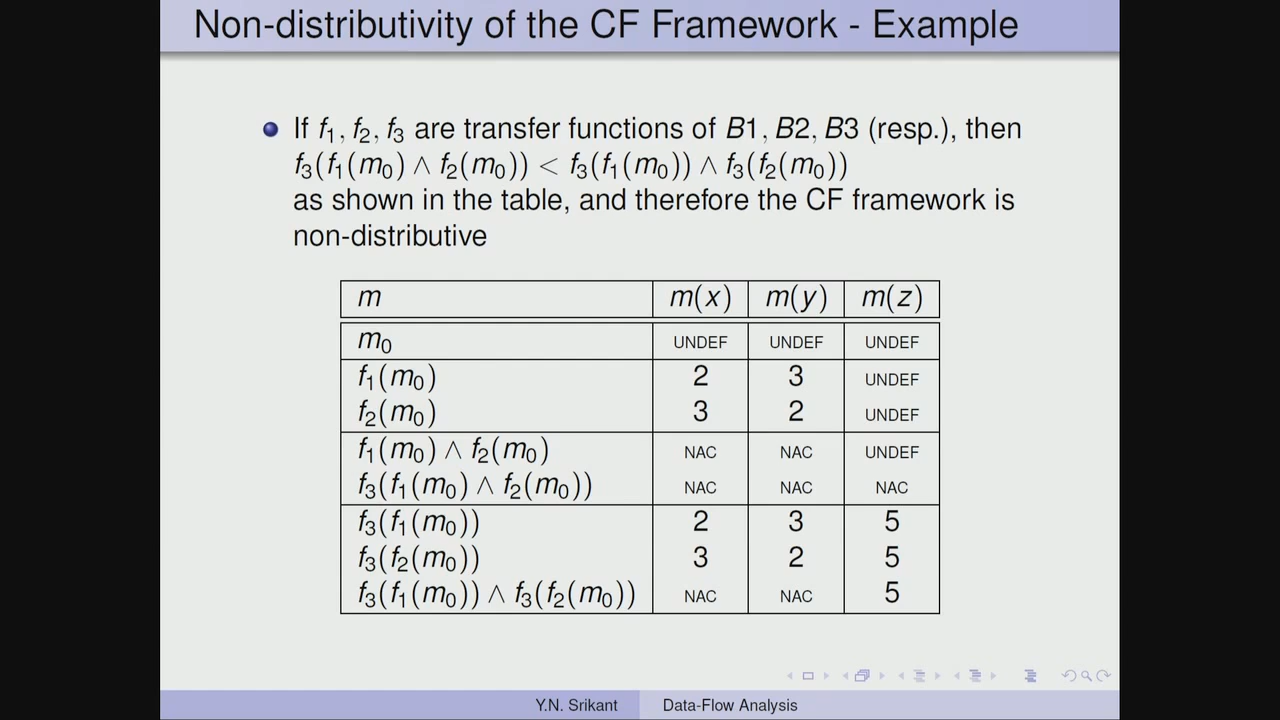 Non-distributivity of the CF Framework - Example
If f₁, f₂, f₃ are transfer functions of B1, B2, B3 (resp.), then
f₃(f₁(m₀) ∧ f₂(m₀)) < f₃(f₁(m₀)) ∧ f₃(f₂(m₀))
as shown in the table, and therefore the CF framework is
non-distributive
m m(x) m(y) m(z)
m₀ UNDEF UNDEF UNDEF
f₁(m₀) 2 3 UNDEF
f₂(m₀) 3 2 UNDEF
f₁(m₀) ∧ f₂(m₀) NAC NAC UNDEF
f₃(f₁(m₀) ∧ f₂(m₀)) NAC NAC NAC
f₃(f₁(m₀)) 2 3 5
f₃(f₂(m₀)) 3 2 5
f₃(f₁(m₀)) ∧ f₃(f₂(m₀)) NAC NAC 5
Y.N. Srikant Data-Flow Analysis